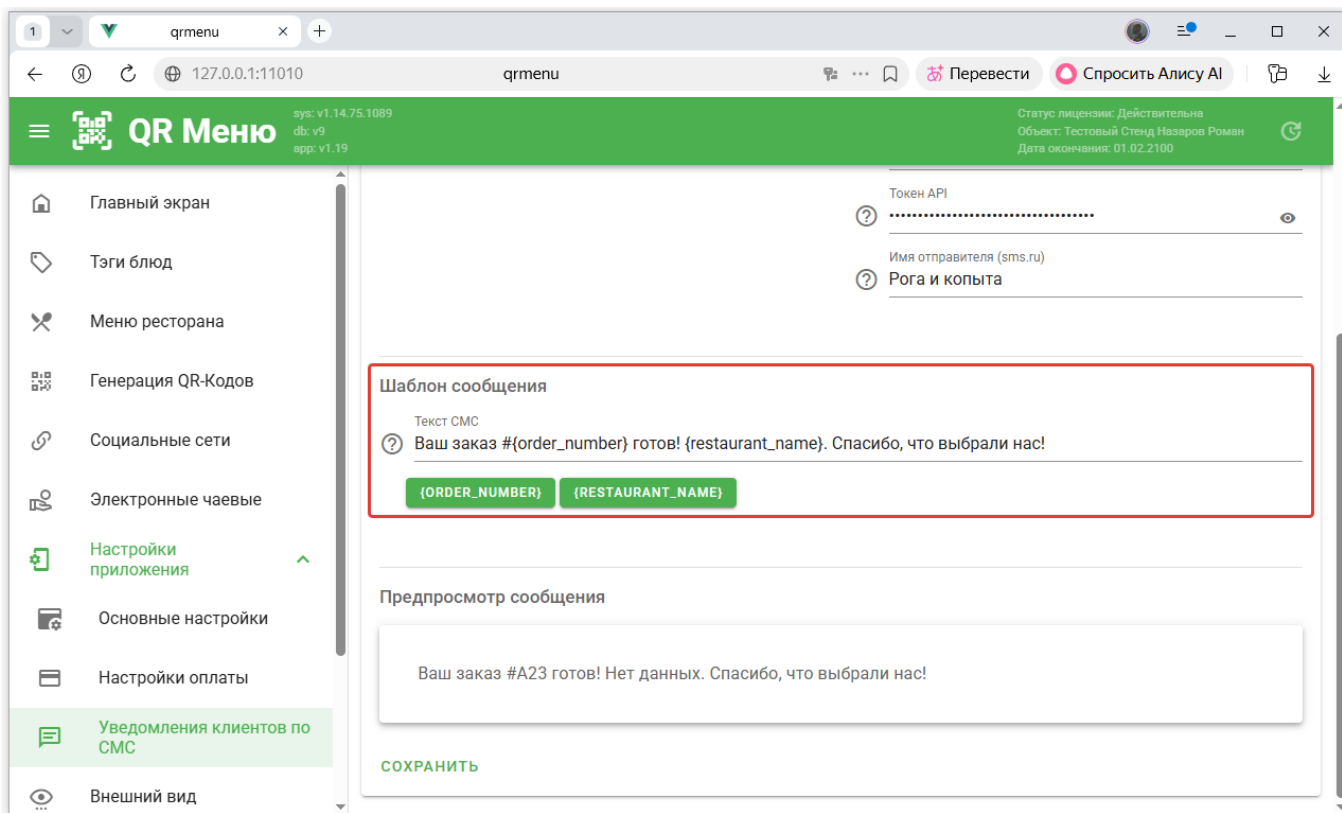 1
qrmenu
127.0.0.1:11010
qrmenu
Перевести
Спросить Алису AI
QR Меню
sys: v1.14.75.1089
db: v9
app: v1.19
Статус лицензии: Действительна
Объект: Тестовый Стенд Назаров Роман
Дата окончания: 01.02.2100
Главный экран
Тэги блюд
Меню ресторана
Генерация QR-Кодов
Социальные сети
Электронные чаевые
Настройки
приложения
Основные настройки
Настройки оплаты
Уведомления клиентов по
СМС
Внешний вид
Токен API
••••••••••••••••••••••••••••••••••••
Имя отправителя (sms.ru)
Рога и копыта
Шаблон сообщения
Текст СМС
Ваш заказ #{order_number} готов! {restaurant_name}. Спасибо, что выбрали нас!
{ORDER_NUMBER} {RESTAURANT_NAME}
Предпросмотр сообщения
Ваш заказ #A23 готов! Нет данных. Спасибо, что выбрали нас!
СОХРАНИТЬ